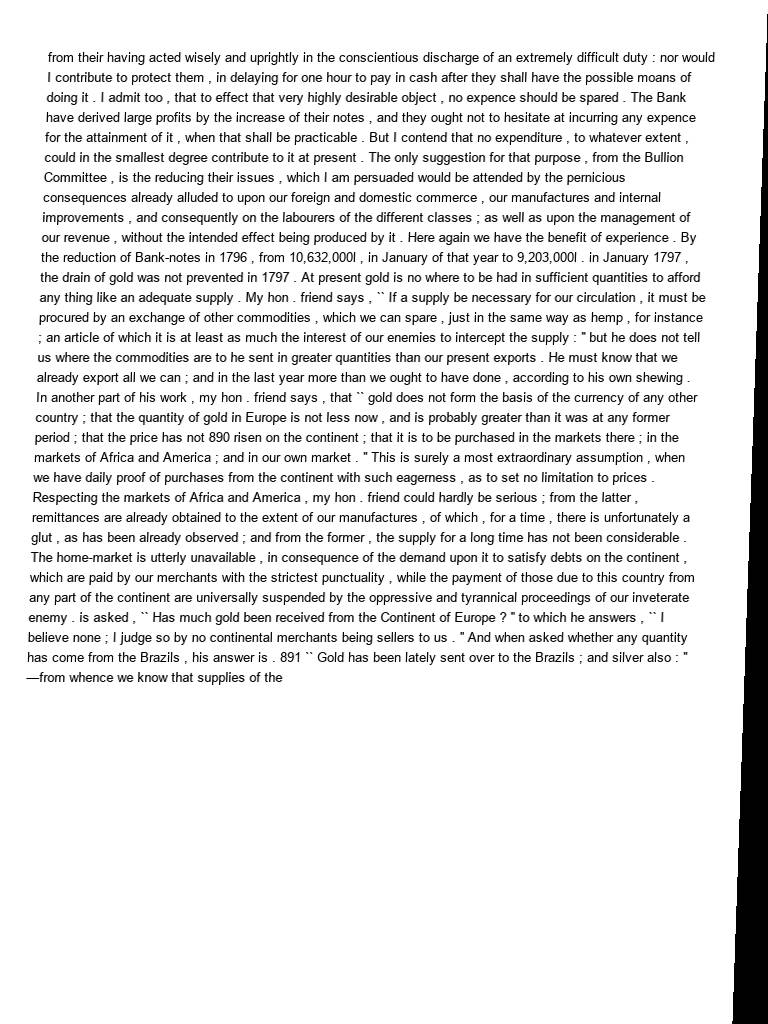 from their having acted wisely and uprightly in the conscientious discharge of an extremely difficult duty : nor would
I contribute to protect them , in delaying for one hour to pay in cash after they shall have the possible moans of
doing it . I admit too , that to effect that very highly desirable object , no expence should be spared . The Bank
have derived large profits by the increase of their notes , and they ought not to hesitate at incurring any expence
for the attainment of it , when that shall be practicable . But I contend that no expenditure , to whatever extent ,
could in the smallest degree contribute to it at present . The only suggestion for that purpose , from the Bullion
Committee , is the reducing their issues , which I am persuaded would be attended by the pernicious
consequences already alluded to upon our foreign and domestic commerce , our manufactures and internal
improvements , and consequently on the labourers of the different classes ; as well as upon the management of
our revenue , without the intended effect being produced by it . Here again we have the benefit of experience . By
the reduction of Bank-notes in 1796 , from 10,632,000l , in January of that year to 9,203,000l . in January 1797 ,
the drain of gold was not prevented in 1797 . At present gold is no where to be had in sufficient quantities to afford
any thing like an adequate supply . My hon . friend says , `` If a supply be necessary for our circulation , it must be
procured by an exchange of other commodities , which we can spare , just in the same way as hemp , for instance
; an article of which it is at least as much the interest of our enemies to intercept the supply : " but he does not tell
us where the commodities are to he sent in greater quantities than our present exports . He must know that we
already export all we can ; and in the last year more than we ought to have done , according to his own shewing .
In another part of his work , my hon . friend says , that `` gold does not form the basis of the currency of any other
country ; that the quantity of gold in Europe is not less now , and is probably greater than it was at any former
period ; that the price has not 890 risen on the continent ; that it is to be purchased in the markets there ; in the
markets of Africa and America ; and in our own market . " This is surely a most extraordinary assumption , when
we have daily proof of purchases from the continent with such eagerness , as to set no limitation to prices .
Respecting the markets of Africa and America , my hon . friend could hardly be serious ; from the latter ,
remittances are already obtained to the extent of our manufactures , of which , for a time , there is unfortunately a
glut , as has been already observed ; and from the former , the supply for a long time has not been considerable .
The home-market is utterly unavailable , in consequence of the demand upon it to satisfy debts on the continent ,
which are paid by our merchants with the strictest punctuality , while the payment of those due to this country from
any part of the continent are universally suspended by the oppressive and tyrannical proceedings of our inveterate
enemy . is asked , `` Has much gold been received from the Continent of Europe ? " to which he answers , `` I
believe none ; I judge so by no continental merchants being sellers to us . " And when asked whether any quantity
has come from the Brazils , his answer is . 891 `` Gold has been lately sent over to the Brazils ; and silver also : "
—from whence we know that supplies of the